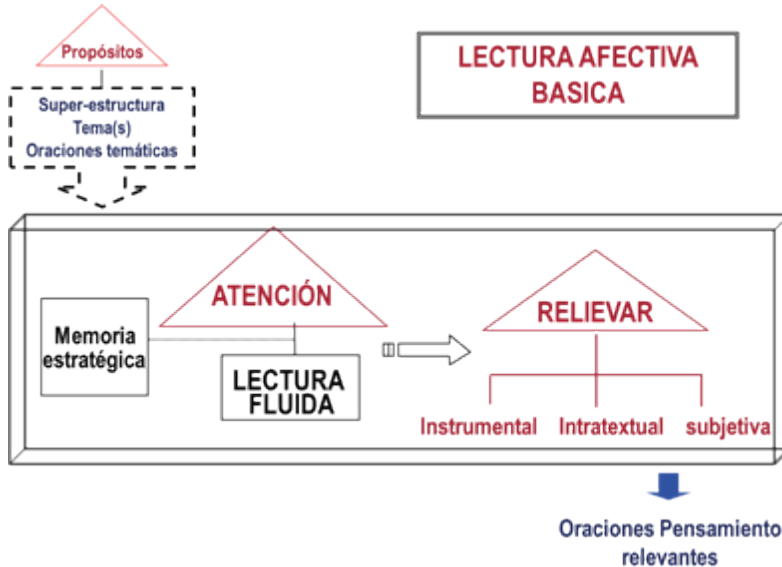 Propósitos
LECTURA AFECTIVA
BASICA
Super-estructura
Tema(s)
Oraciones temáticas
ATENCIÓN
RELIEVAR
Memoria
estratégica
LECTURA
FLUIDA
Instrumental Intratextual subjetiva
Oraciones Pensamiento
relevantes